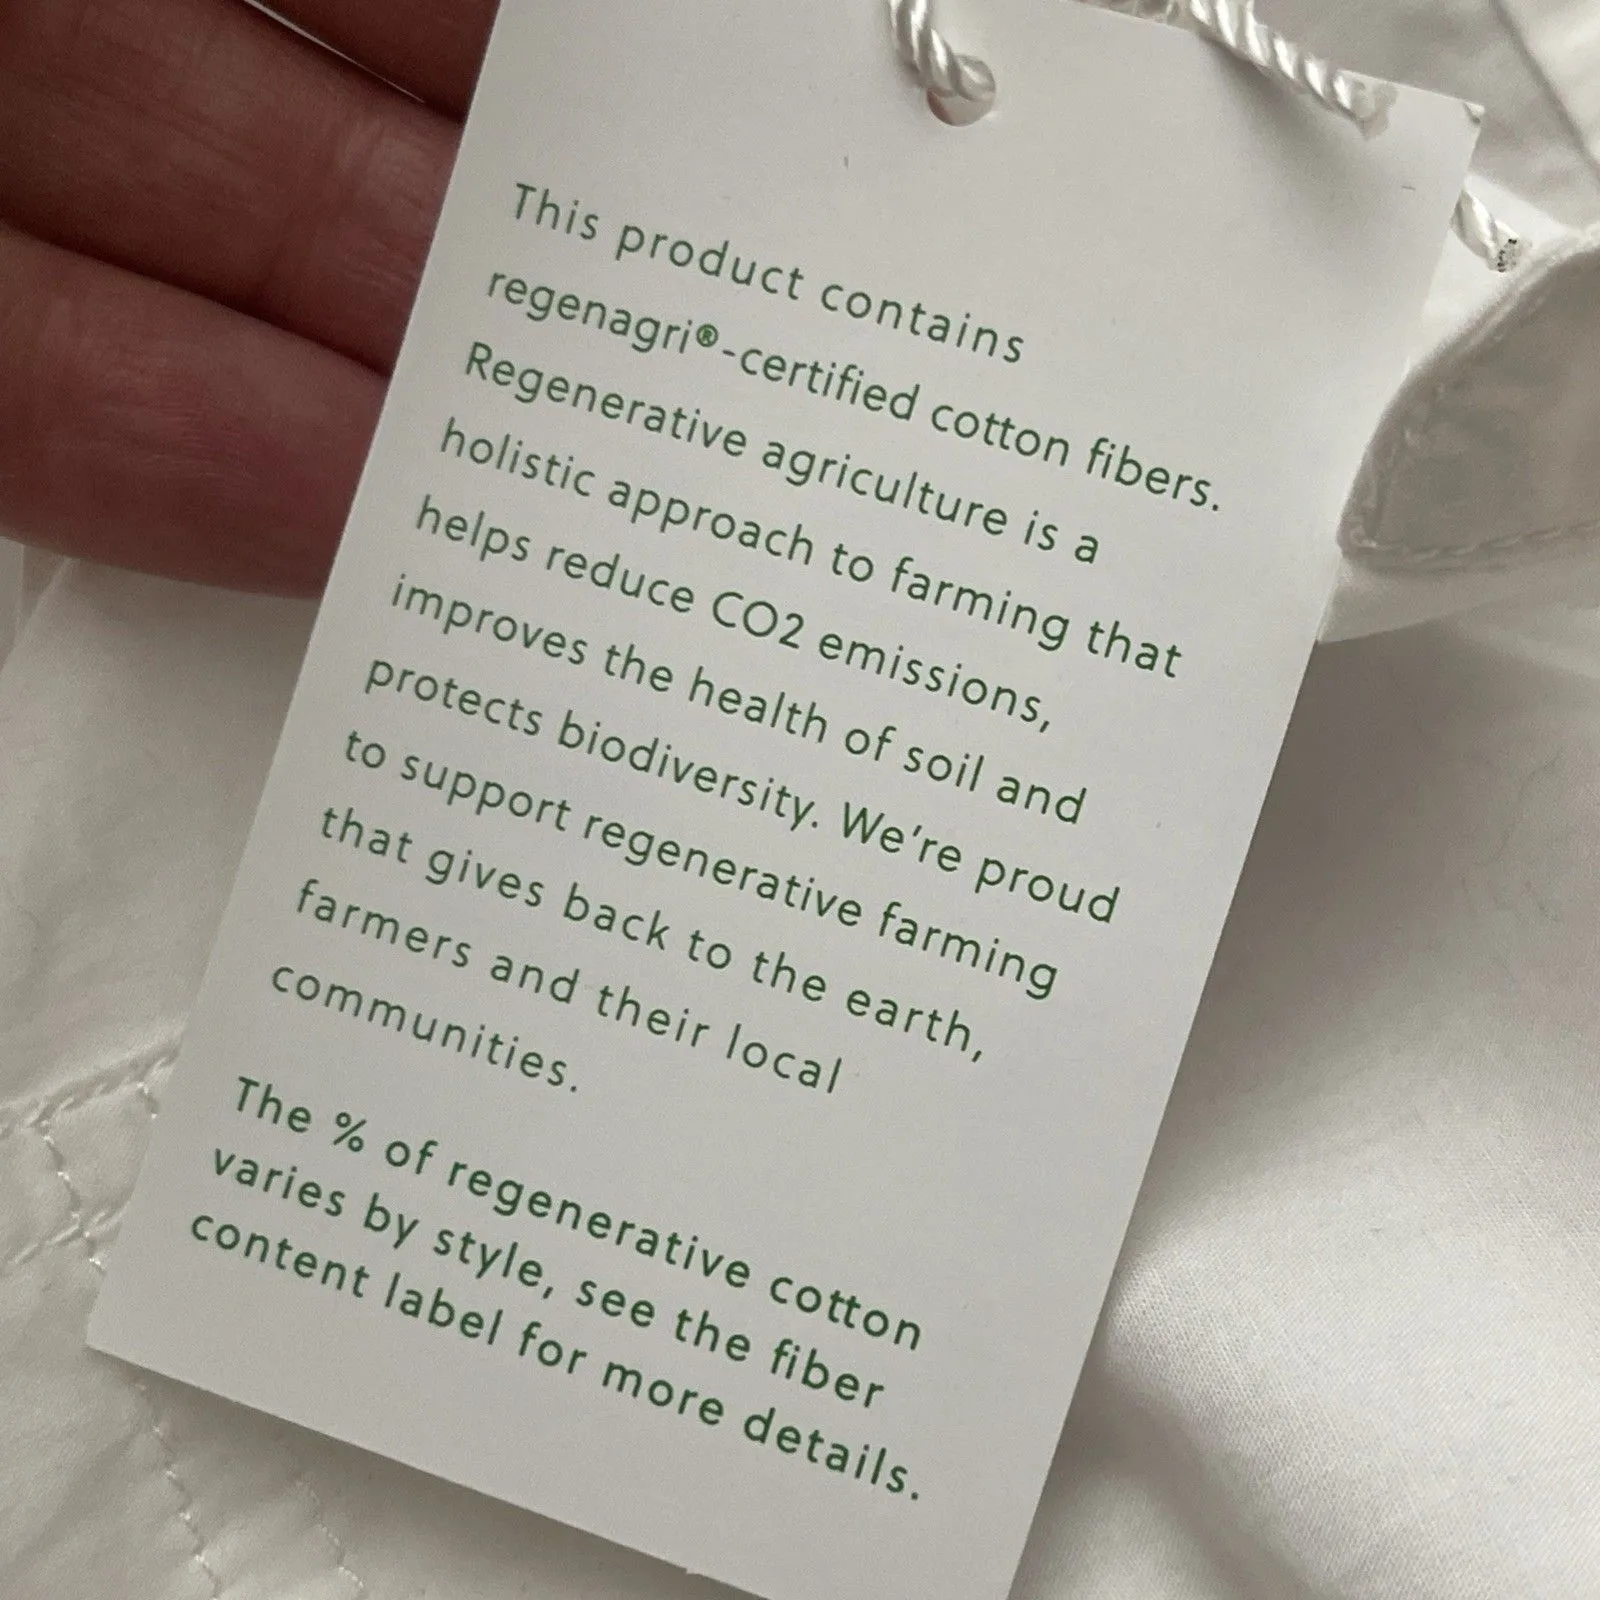 This product contains
regenagri®-certified cotton fibers.
Regenerative agriculture is a
holistic approach to farming that
helps reduce CO2 emissions,
improves the health of soil and
protects biodiversity. We're proud
to support regenerative farming
that gives back to the earth,
farmers and their local
communities.
The % of regenerative cotton
varies by style, see the fiber
content label for more details.